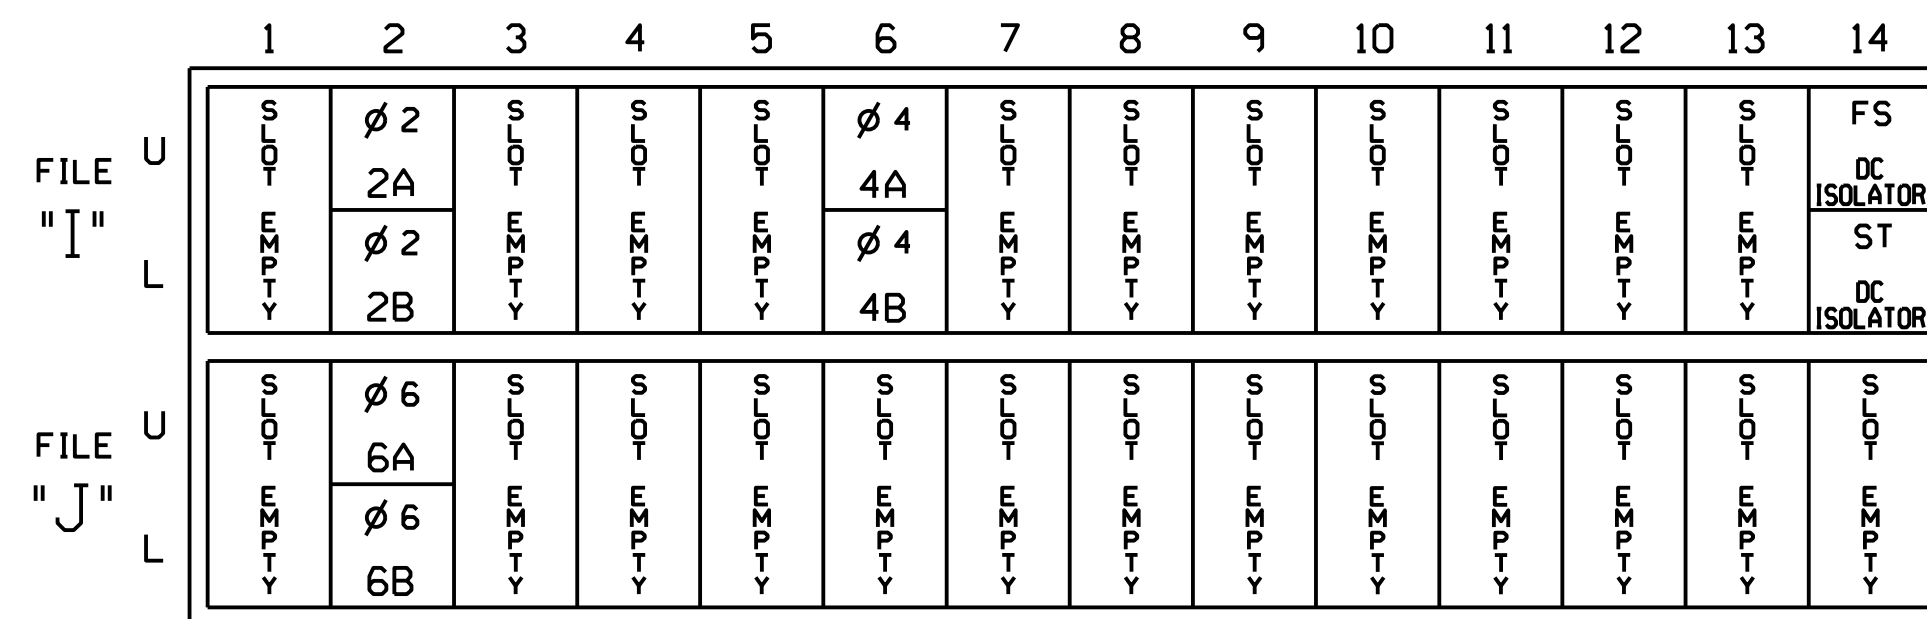 1 2 3 4 5 6 7 8 9 10 11 12 13 14
FILE "I"
U
L
SLOT EMPTY
Ø 2
2A
Ø 2
2B
SLOT EMPTY
SLOT EMPTY
SLOT EMPTY
Ø 4
4A
Ø 4
4B
SLOT EMPTY
SLOT EMPTY
SLOT EMPTY
SLOT EMPTY
SLOT EMPTY
SLOT EMPTY
SLOT EMPTY
FS
DC
ISOLATOR
ST
DC
ISOLATOR
FILE "J"
U
L
SLOT EMPTY
Ø 6
6A
Ø 6
6B
SLOT EMPTY
SLOT EMPTY
SLOT EMPTY
SLOT EMPTY
SLOT EMPTY
SLOT EMPTY
SLOT EMPTY
SLOT EMPTY
SLOT EMPTY
SLOT EMPTY
SLOT EMPTY
SLOT EMPTY